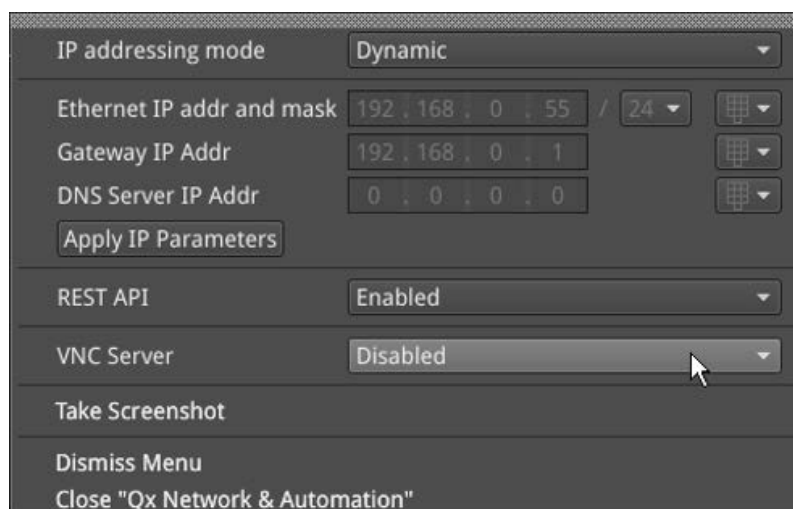 IP addressing mode Dynamic
Ethernet IP addr and mask 192 . 168 . 0 . 55 / 24
Gateway IP Addr 192 . 168 . 0 . 1
DNS Server IP Addr 0 . 0 . 0 . 0
Apply IP Parameters
REST API Enabled
VNC Server Disabled
Take Screenshot
Dismiss Menu
Close "Qx Network & Automation"